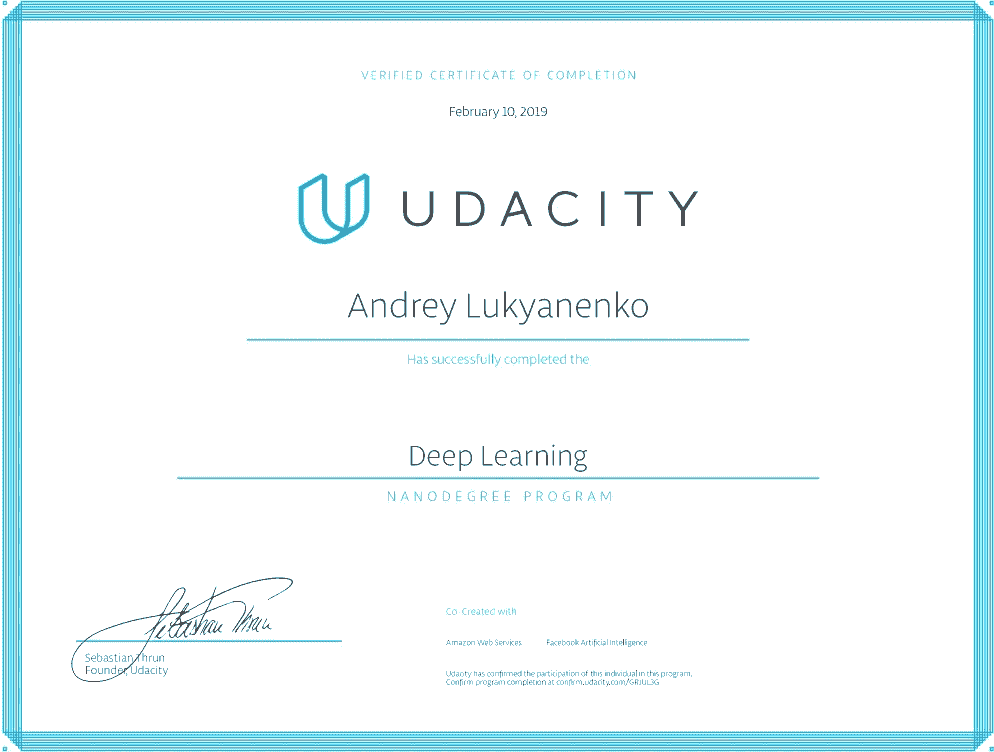 VERIFIED CERTIFICATE OF COMPLETION
February 10, 2019
UDACITY
Andrey Lukyanenko
Has successfully completed the
Deep Learning
NANODEGREE PROGRAM
Sebastian Thrun
Sebastian Thrun
Founder, Udacity
Co-Created with
Amazon Web Services Facebook Artificial Intelligence
Udacity has confirmed the participation of this individual in this program.
Confirm program completion at confirm.udacity.com/GRJUL3G